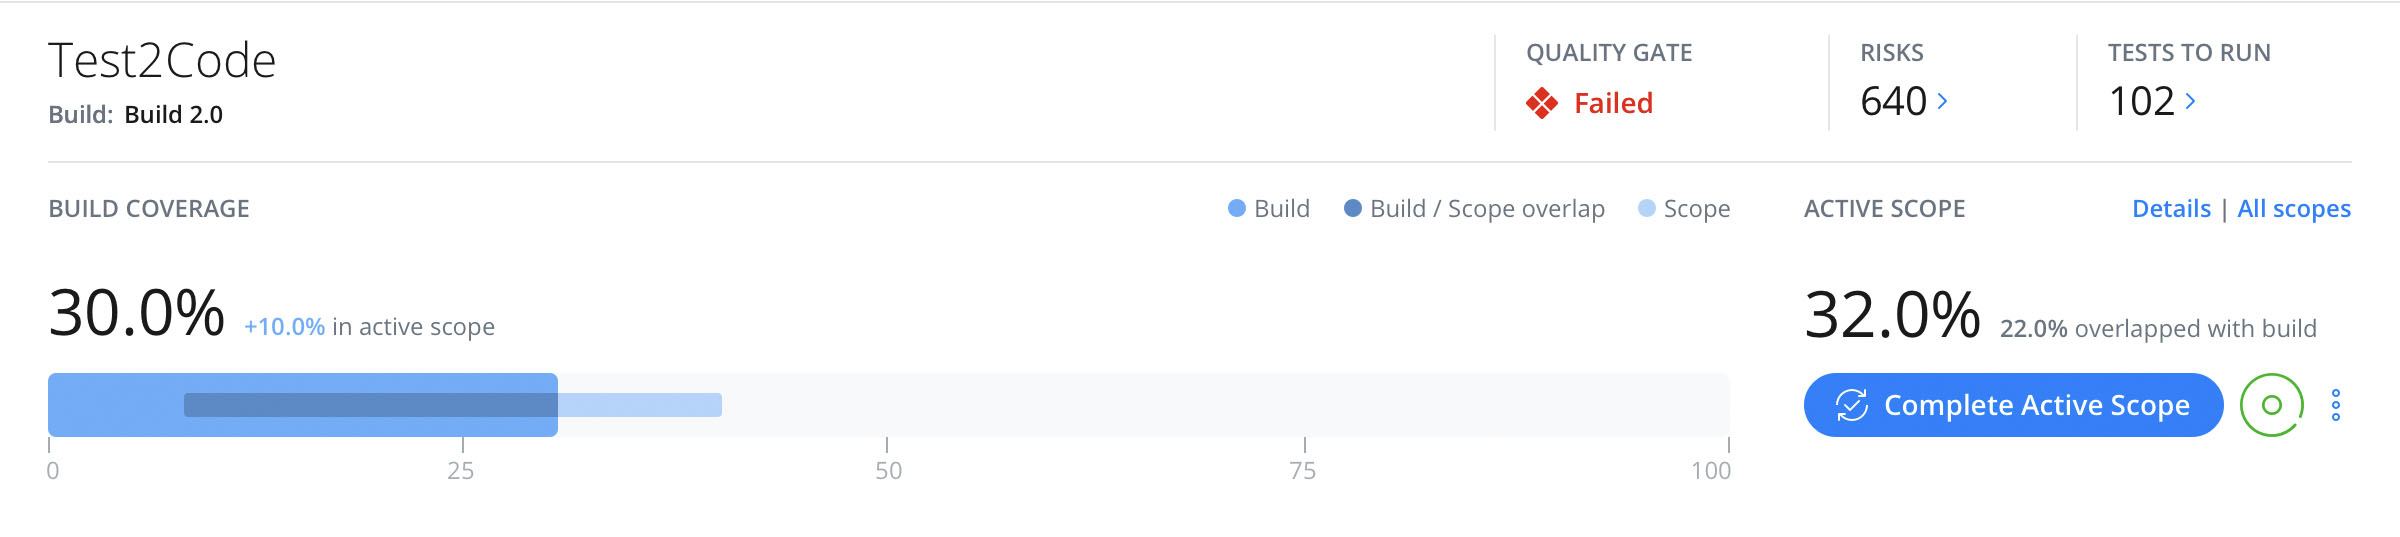 Test2Code
Build: Build 2.0
QUALITY GATE
Failed
RISKS
640
TESTS TO RUN
102
BUILD COVERAGE
Build
Build / Scope overlap
Scope
30.0% +10.0% in active scope
0 25 50 75 100
ACTIVE SCOPE
Details | All scopes
32.0% 22.0% overlapped with build
Complete Active Scope